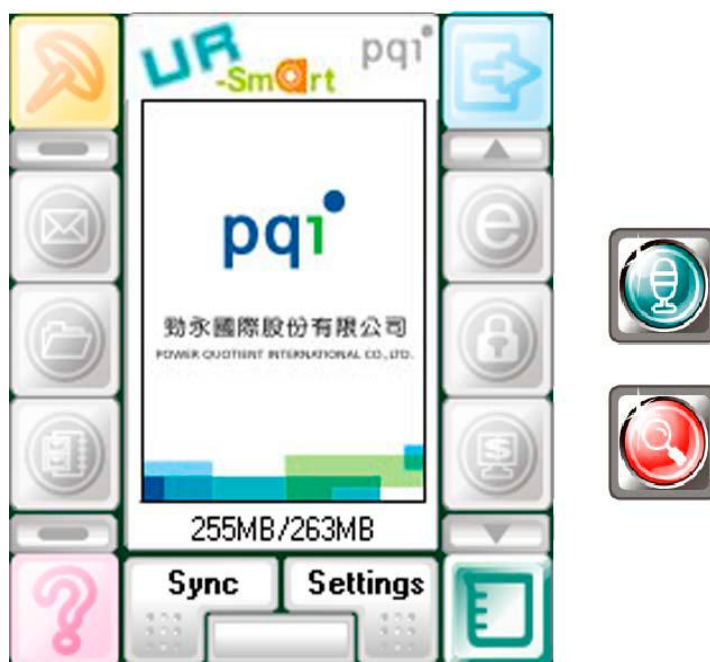 UR
-Smart
pqi
pqi
勁永國際股份有限公司
POWER QUOTIENT INTERNATIONAL CO., LTD.
255MB/263MB
Sync
Settings